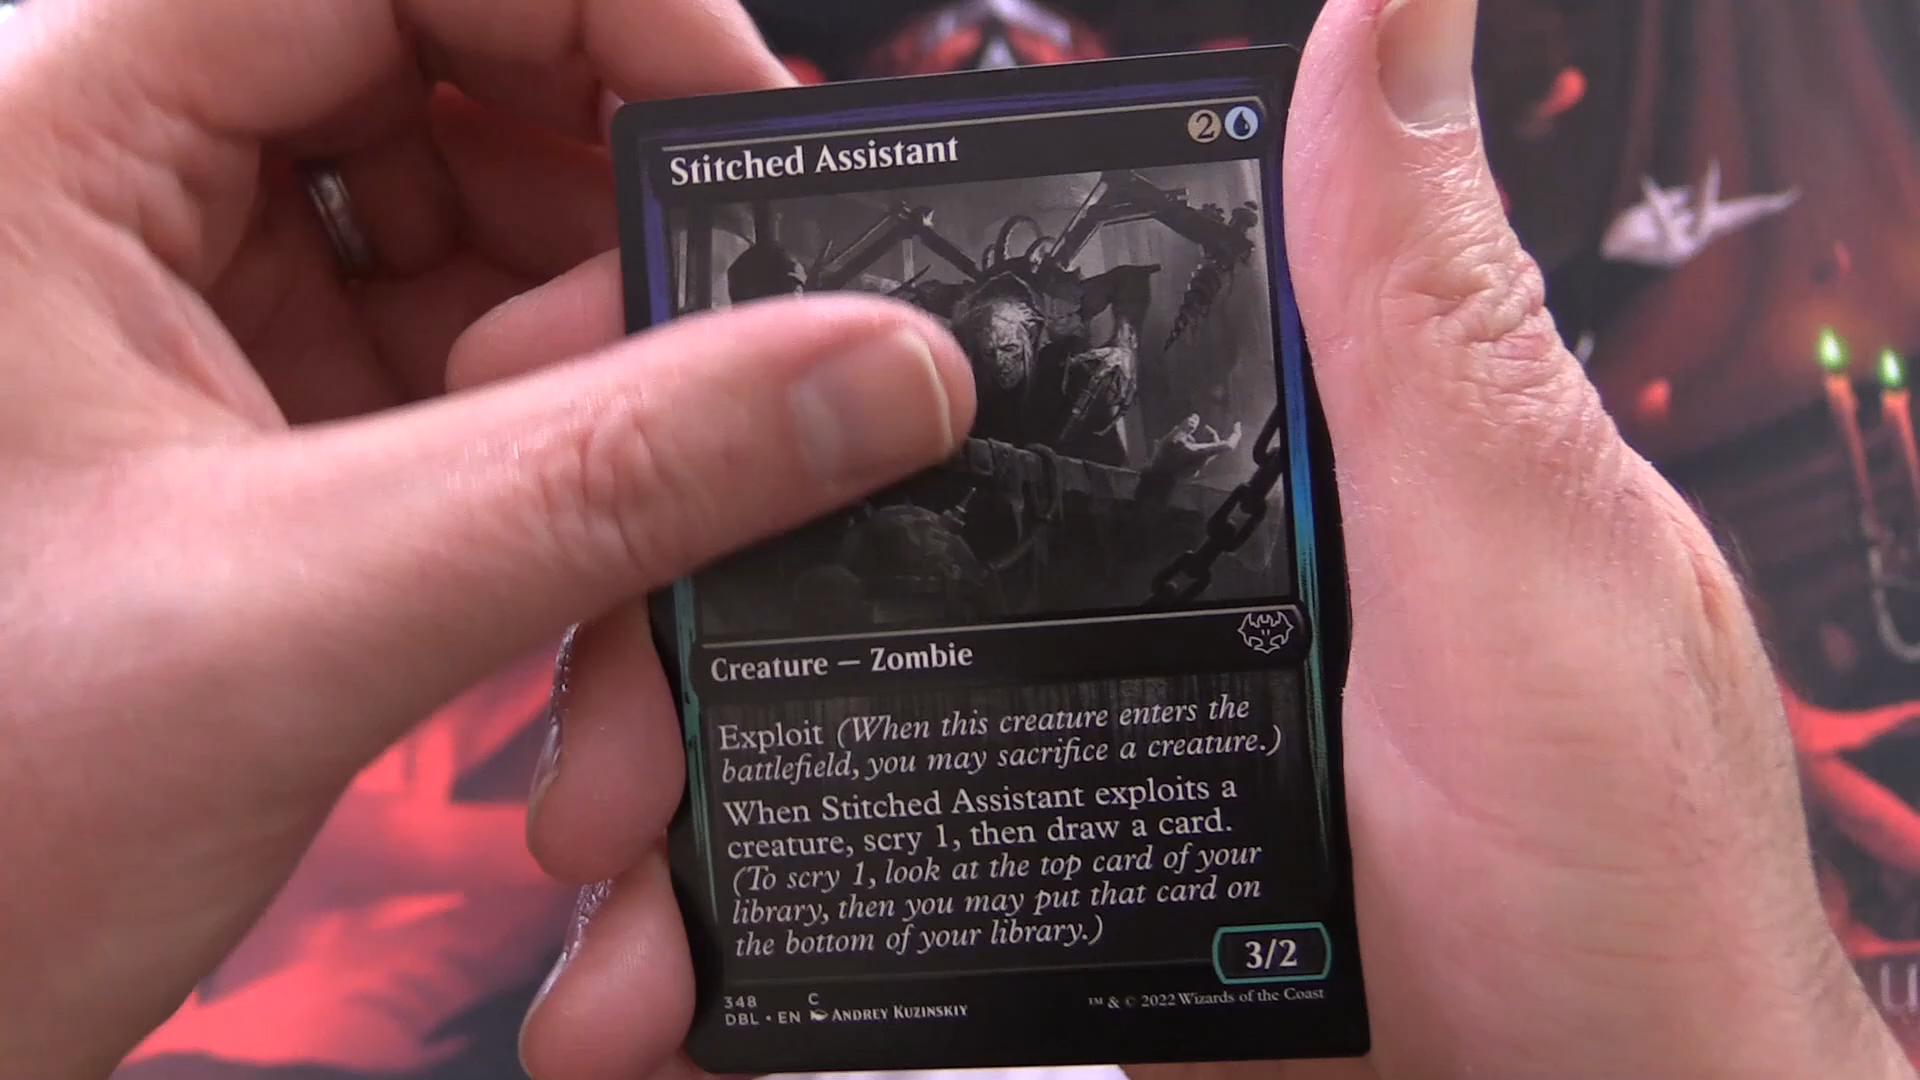 Stitched Assistant 2
Creature — Zombie
Exploit (When this creature enters the
battlefield, you may sacrifice a creature.)
When Stitched Assistant exploits a
creature, scry 1, then draw a card.
(To scry 1, look at the top card of your
library, then you may put that card on
the bottom of your library.)
3/2
348 C
DBL • EN ANDREY KUZINSKIY
™ & © 2022 Wizards of the Coast